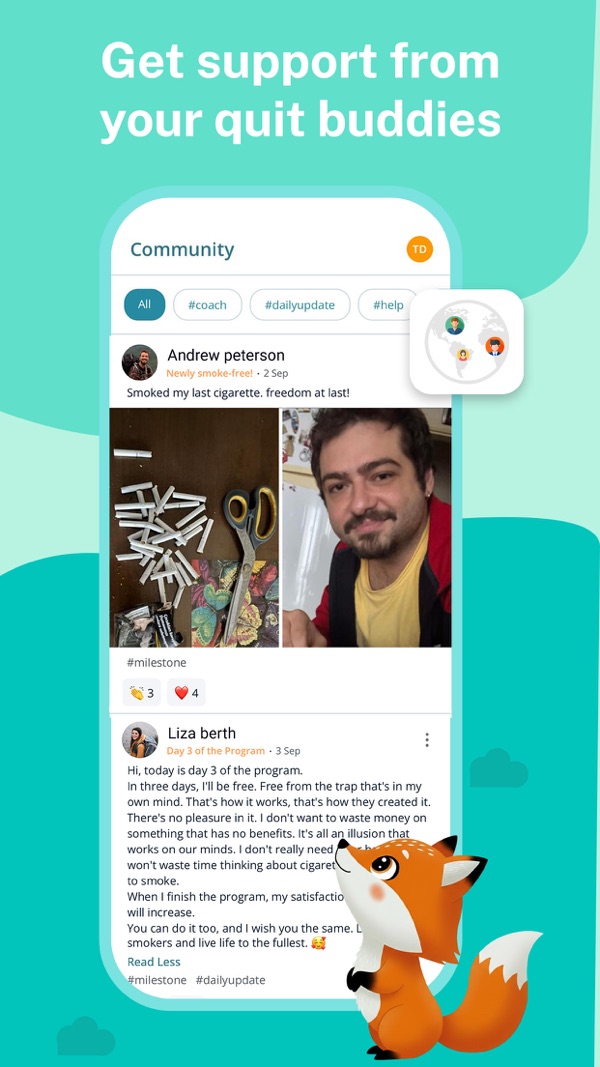 Get support from
your quit buddies
Community
TD
All
#coach
#dailyupdate
#help
Andrew peterson
Newly smoke-free! • 2 Sep
Smoked my last cigarette. freedom at last!
#milestone
👏 3
❤️ 4
Liza berth
Day 3 of the Program • 3 Sep
Hi, today is day 3 of the program.
In three days, I'll be free. Free from the trap that's in my
own mind. That's how it works, that's how they created it.
There's no pleasure in it. I don't want to waste money on
something that has no benefits. It's all an illusion that
works on our minds. I don't really need
won't waste time thinking about
to smoke.
When I finish the program, my
will increase.
You can do it too, and I wish you the same.
smokers and live life to the fullest. 🥰
Read Less
#milestone #dailyupdate